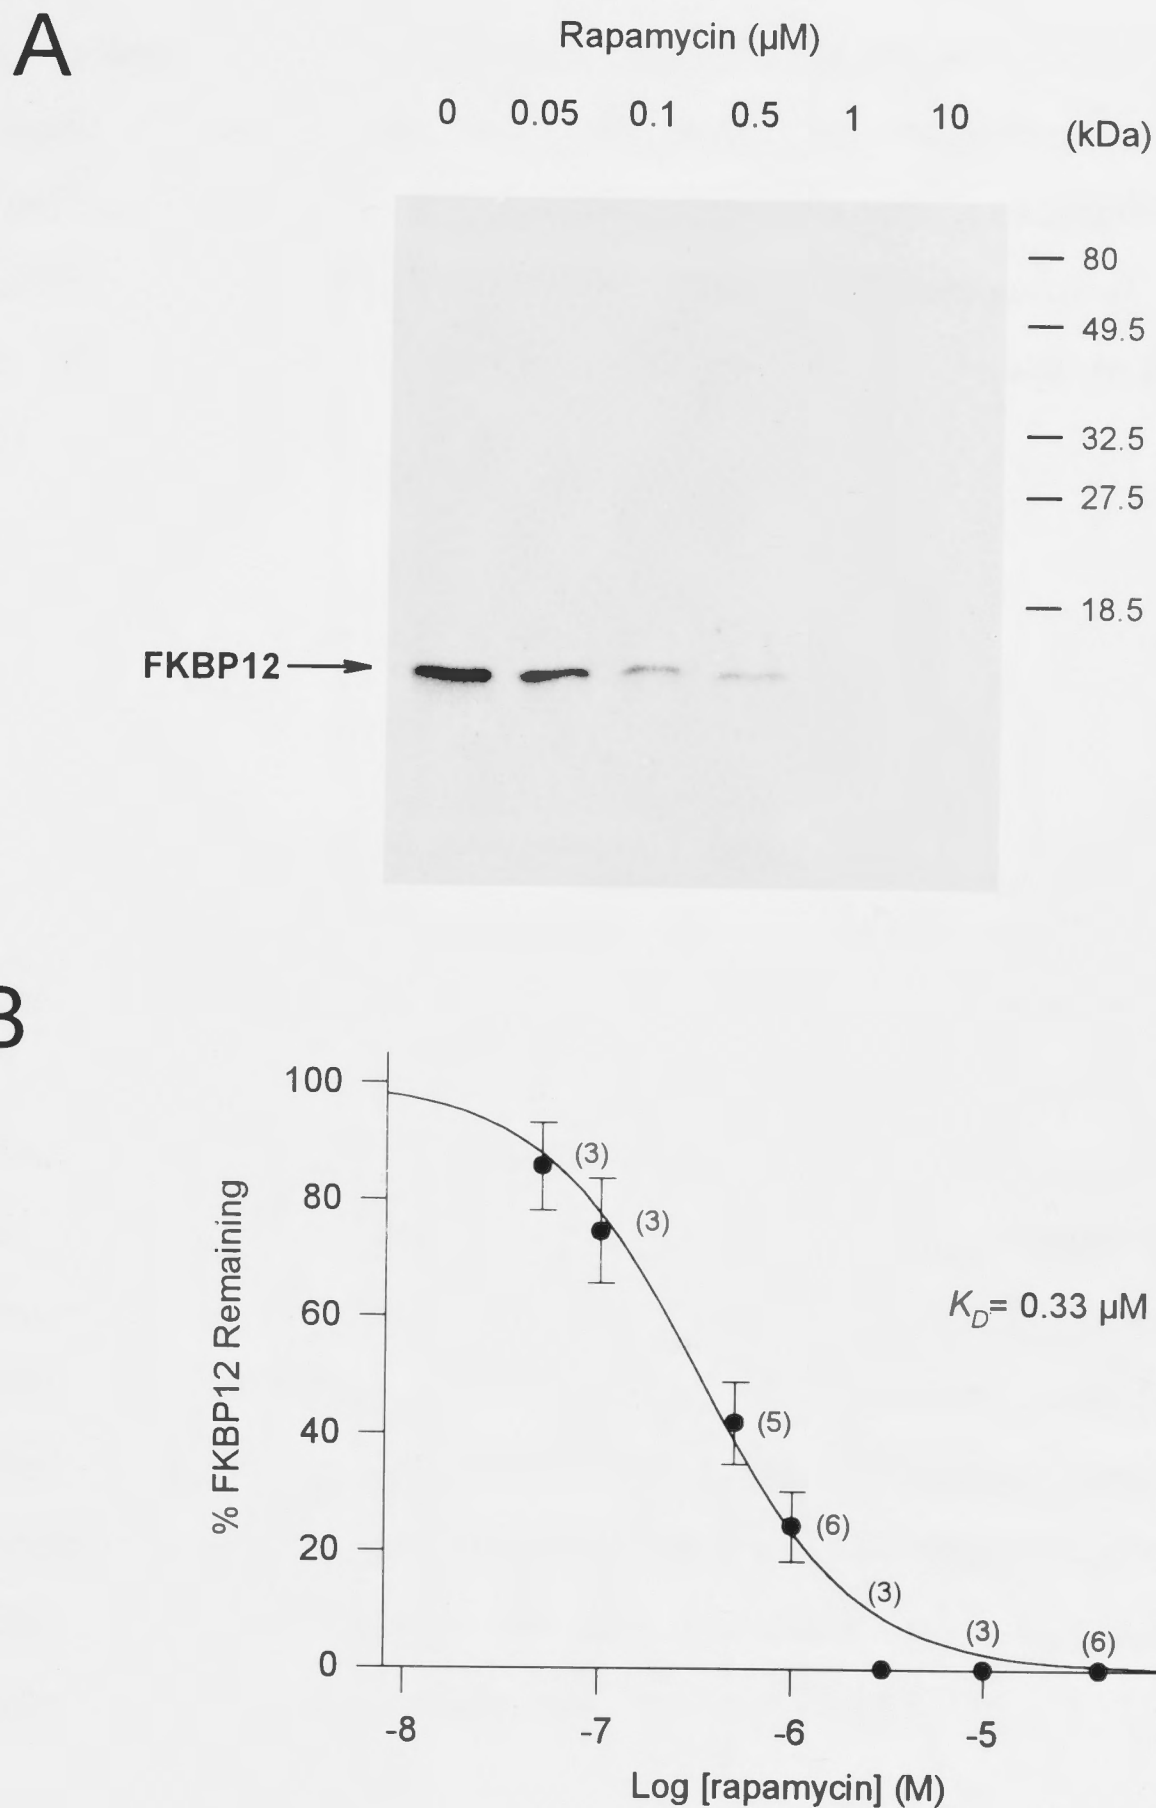 A
Rapamycin (µM)
0 0.05 0.1 0.5 1 10
(kDa)
80
49.5
32.5
27.5
18.5
FKBP12
B
100
80
60
40
20
0
% FKBP12 Remaining
(3)
(3)
(5)
(6)
(3)
(3)
(6)
K_D= 0.33 µM
-8 -7 -6 -5
Log [rapamycin] (M)